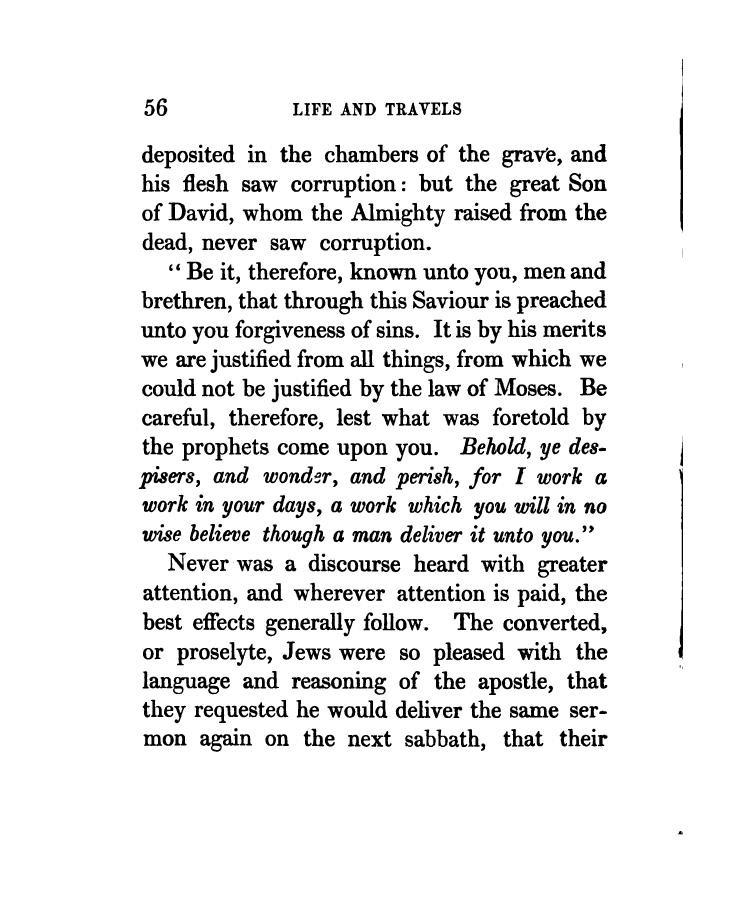 56 LIFE AND TRAVELS
deposited in the chambers of the grave, and
his flesh saw corruption: but the great Son
of David, whom the Almighty raised from the
dead, never saw corruption.
“Be it, therefore, known unto you, men and
brethren, that through this Saviour is preached
unto you forgiveness of sins. It is by his merits
we are justified from all things, from which we
could not be justified by the law of Moses. Be
careful, therefore, lest what was foretold by
the prophets come upon you. Behold, ye des-
pisers, and wonder, and perish, for I work a
work in your days, a work which you will in no
wise believe though a man deliver it unto you.”
Never was a discourse heard with greater
attention, and wherever attention is paid, the
best effects generally follow. The converted,
or proselyte, Jews were so pleased with the
language and reasoning of the apostle, that
they requested he would deliver the same ser-
mon again on the next sabbath, that their